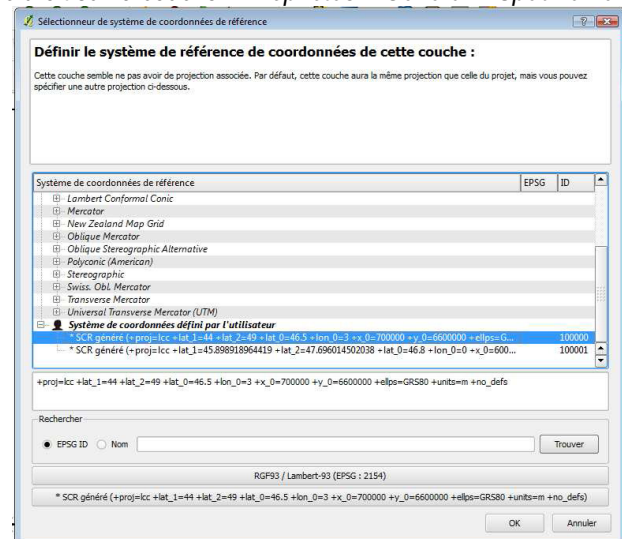 Sélectionneur de système de coordonnées de référence
Définir le système de référence de coordonnées de cette couche :
Cette couche semble ne pas avoir de projection associée. Par défaut, cette couche aura la même projection que celle du projet, mais vous pouvez
spécifier une autre projection ci-dessous.
Système de coordonnées de référence EPSG ID
Lambert Conformal Conic
Mercator
New Zealand Map Grid
Oblique Mercator
Oblique Stereographic Alternative
Polyconic (American)
Stereographic
Swiss. Obl. Mercator
Transverse Mercator
Universal Transverse Mercator (UTM)
Système de coordonnées défini par l'utilisateur
* SCR généré (+proj=lcc +lat_1=44 +lat_2=49 +lat_0=46.5 +lon_0=3 +x_0=700000 +y_0=6600000 +ellps=G... 100000
* SCR généré (+proj=lcc +lat_1=45.898918964419 +lat_2=47.696014502038 +lat_0=46.8 +lon_0=0 +x_0=600... 100001
+proj=lcc +lat_1=44 +lat_2=49 +lat_0=46.5 +lon_0=3 +x_0=700000 +y_0=6600000 +ellps=GRS80 +units=m +no_defs
Rechercher
EPSG ID Nom Trouver
RGF93 / Lambert-93 (EPSG : 2154)
* SCR généré (+proj=lcc +lat_1=44 +lat_2=49 +lat_0=46.5 +lon_0=3 +x_0=700000 +y_0=6600000 +ellps=GRS80 +units=m +no_defs)
OK Annuler